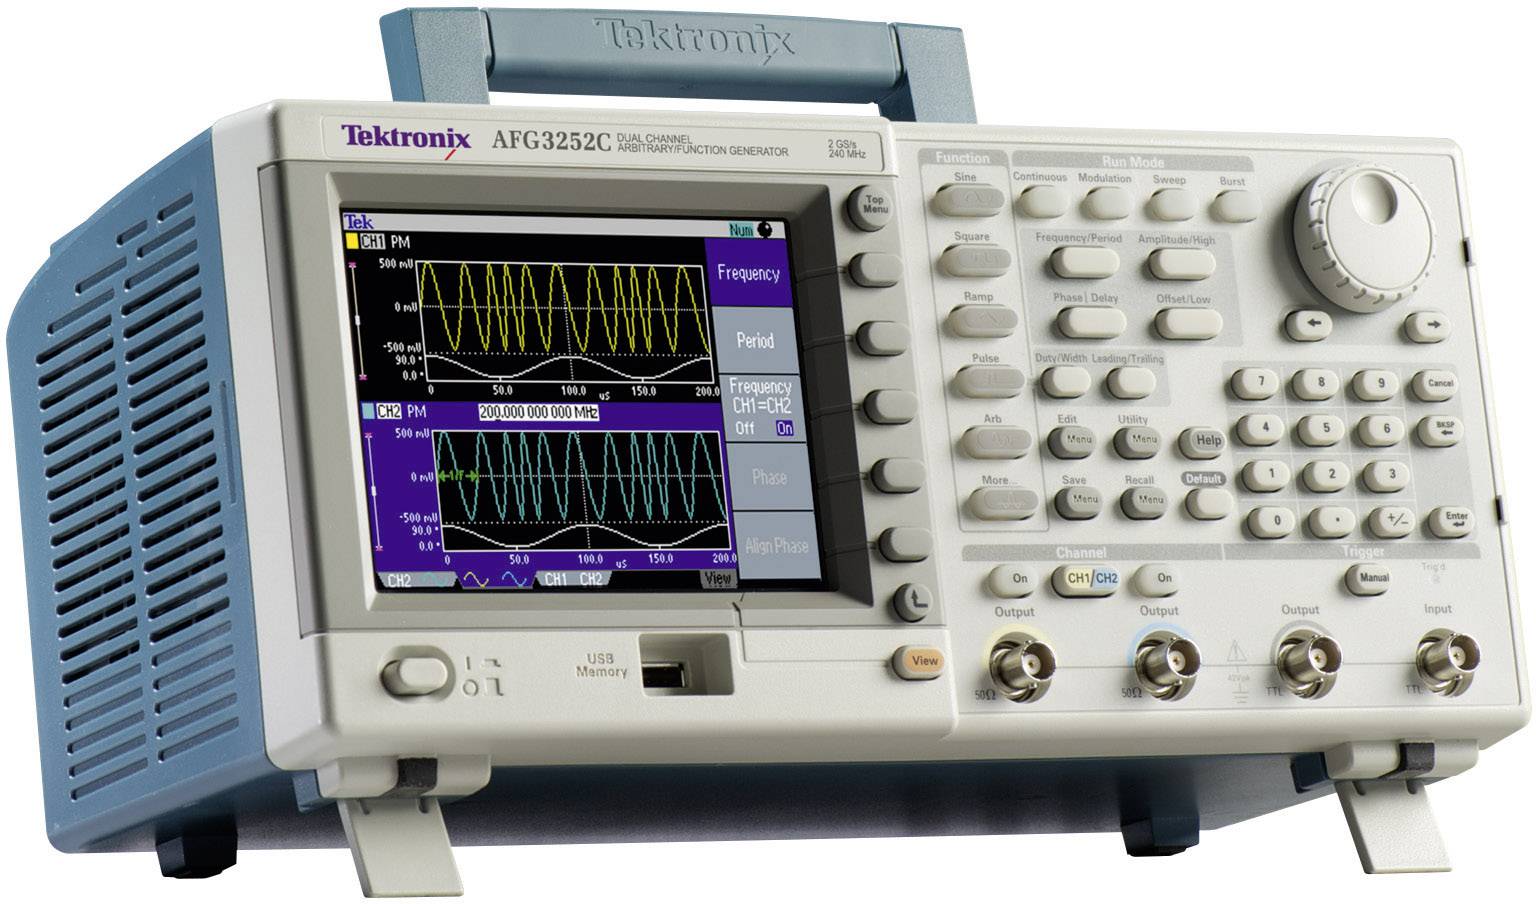 Tektronix
Tektronix AFG3252C DUAL CHANNEL
ARBITRARY/FUNCTION GENERATOR
2 GS/s
240 MHz
Tek
Num
CH1 PM
500 mV
0 mV
-500 mV
90.0 °
0.0 °
0 50.0 100.0 150.0 200.0
us
CH2 PM 200.000 000 000 MHz
500 mV
0 mV
1/f
-500 mV
90.0 °
0.0 °
0 50.0 100.0 150.0 200.0
us
CH2 CH1 CH2 View
Frequency
Period
Frequency
CH1=CH2
Off On
Phase
Align Phase
Top
Menu
USB
Memory
View
Function
Sine
Square
Ramp
Pulse
Arb
More...
Run Mode
Continuous Modulation Sweep Burst
Frequency/Period Amplitude/High
Phase | Delay Offset/Low
Duty/Width Leading/Trailing
Edit Utility
Menu Menu Help
Save Recall Default
Menu Menu
7 8 9 Cancel
4 5 6 BKSP
1 2 3
0 . +/- Enter
Channel
On CH1/CH2 On
Output Output
50Ω 50Ω
Trigger
Manual Trig'd
Output Input
42Vpk
TTL TTL